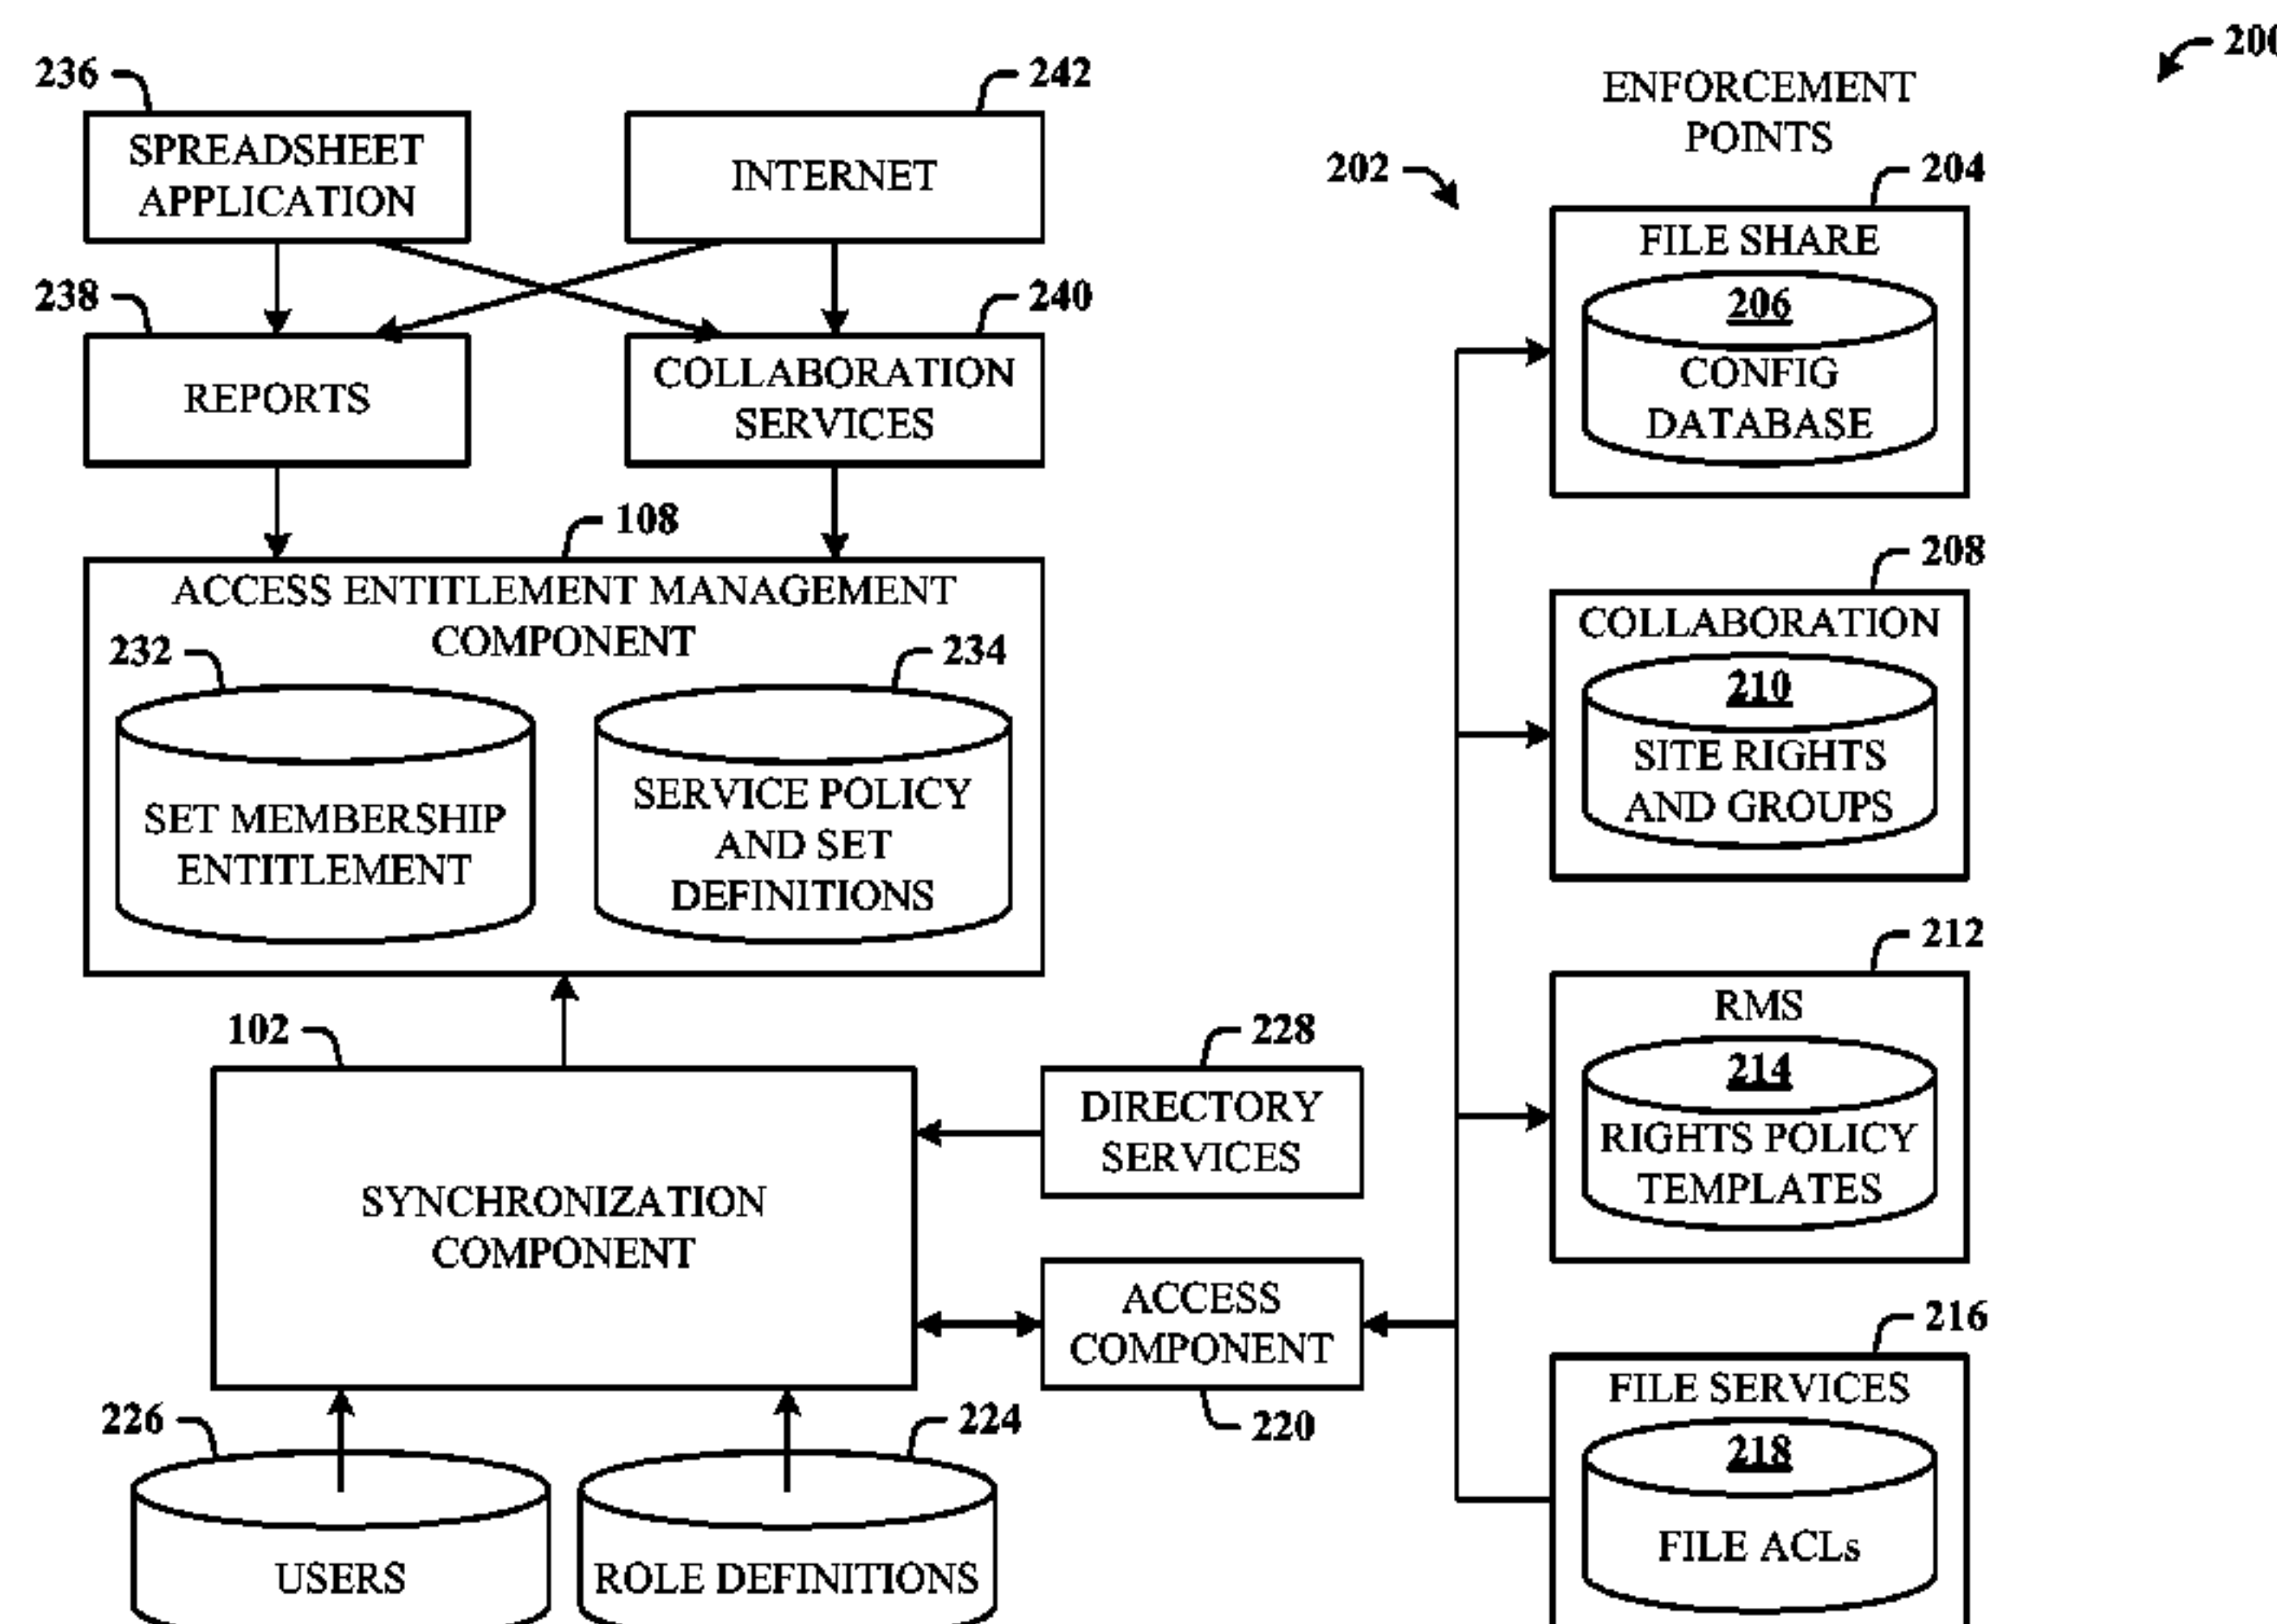 200
236
242
SPREADSHEET
APPLICATION
INTERNET
238
240
REPORTS
COLLABORATION
SERVICES
108
ACCESS ENTITLEMENT MANAGEMENT
COMPONENT
232
234
SET MEMBERSHIP
ENTITLEMENT
SERVICE POLICY
AND SET
DEFINITIONS
102
SYNCHRONIZATION
COMPONENT
228
DIRECTORY
SERVICES
ACCESS
COMPONENT
220
226
224
USERS
ROLE DEFINITIONS
ENFORCEMENT
POINTS
202
204
FILE SHARE
206
CONFIG
DATABASE
208
COLLABORATION
210
SITE RIGHTS
AND GROUPS
212
RMS
214
RIGHTS POLICY
TEMPLATES
216
FILE SERVICES
218
FILE ACLs